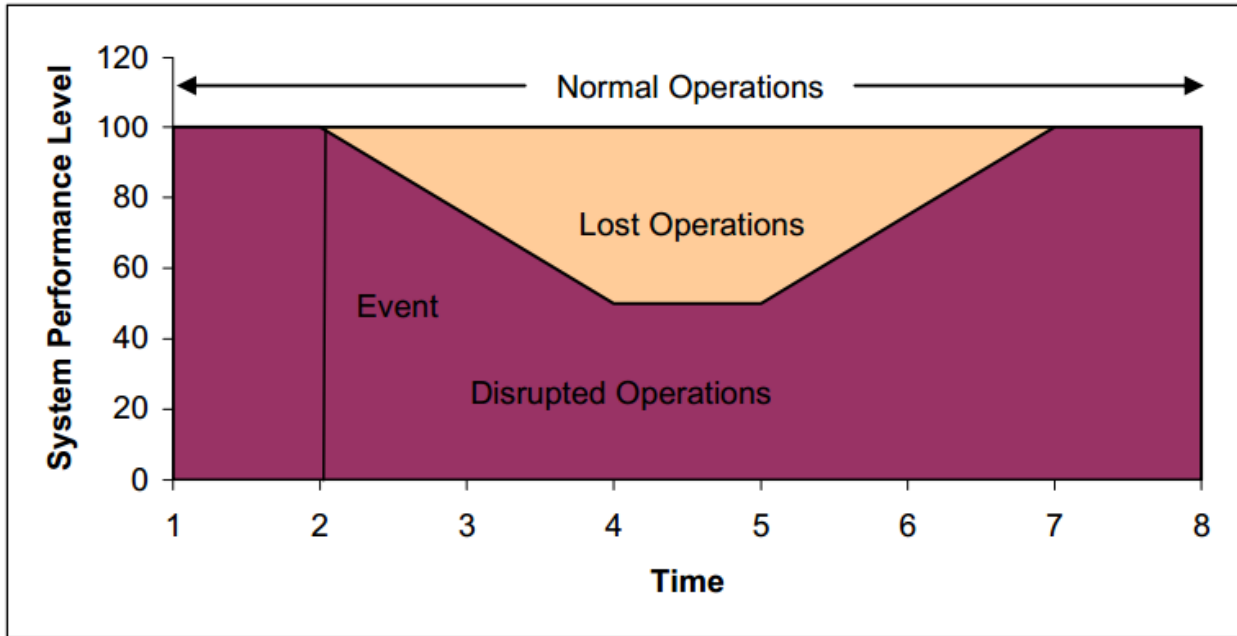 System Performance Level
120
100
80
60
40
20
0
Normal Operations
Lost Operations
Event
Disrupted Operations
1 2 3 4 5 6 7 8
Time